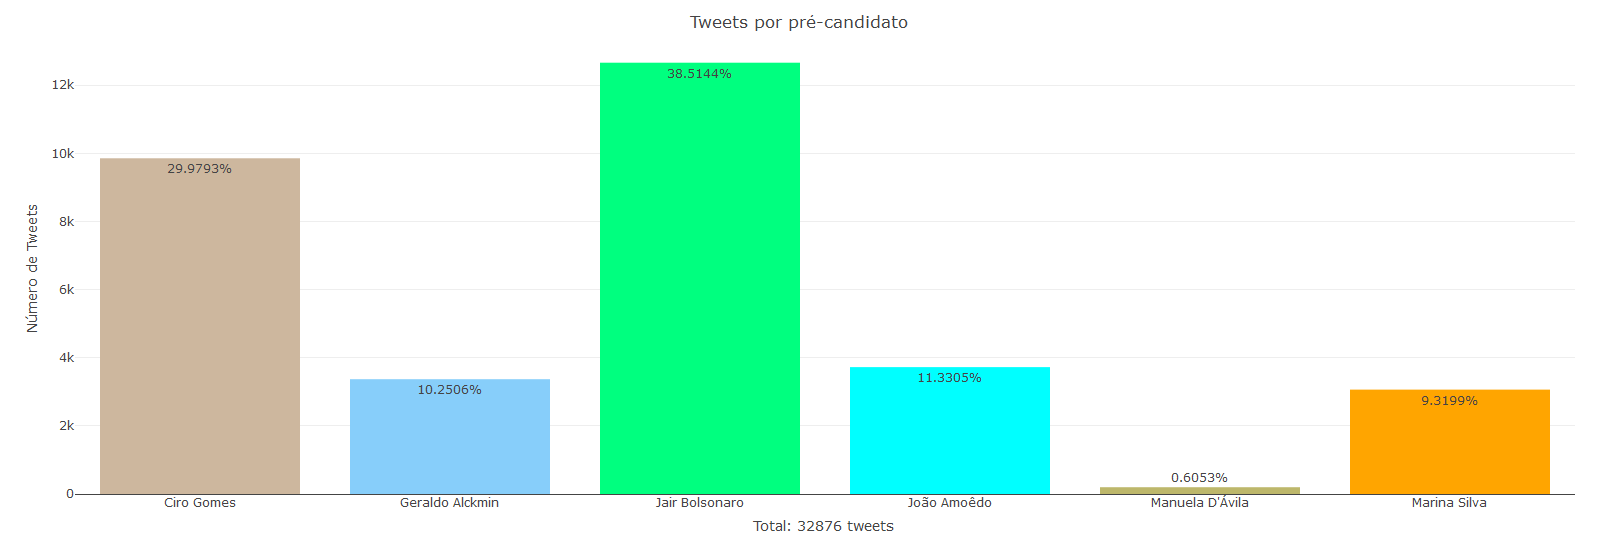 Tweets por pré-candidato
Número de Tweets
12k
10k
8k
6k
4k
2k
0
29.9793%
10.2506%
38.5144%
11.3305%
0.6053%
9.3199%
Ciro Gomes
Geraldo Alckmin
Jair Bolsonaro
João Amoêdo
Manuela D'Ávila
Marina Silva
Total: 32876 tweets